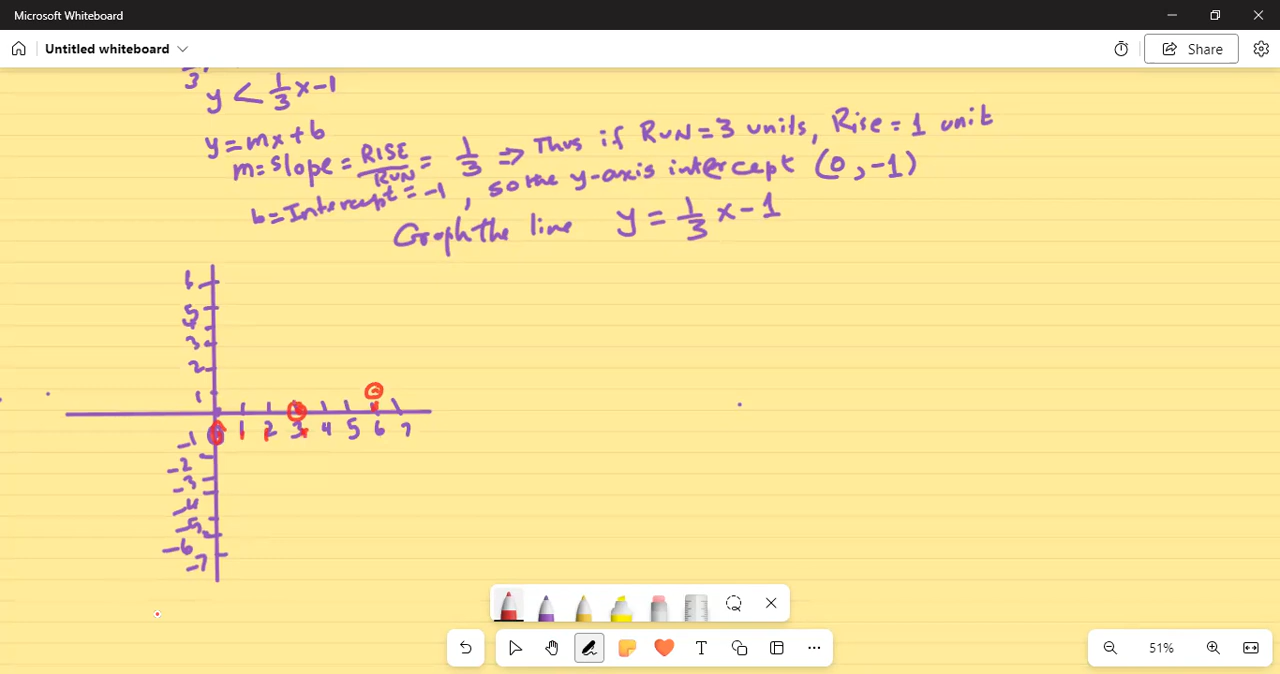 Microsoft Whiteboard
Untitled whiteboard
Share
3
y < 1/3 x - 1
y = mx + b
m = slope = RISE/RUN = 1/3 ⇒ Thus if RUN = 3 units, Rise = 1 unit
b = Intercept = -1, so the y-axis intercept (0, -1)
Graph the line y = 1/3 x - 1
6
5
4
3
2
1
1 2 3 4 5 6 7
-1
-2
-3
-4
-5
-6
-7
51%